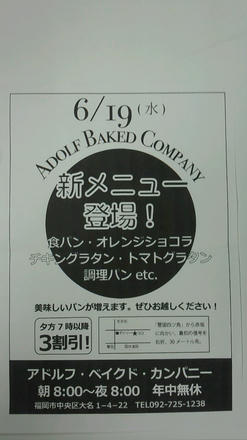 6/19(水)
ADOLF BAKED COMPANY
新メニュー
登場!
食パン・オレンジショコラ
チキングラタン・トマトグラタン
調理パン etc.
美味しいパンが増えます。ぜひお越しください!
夕方7時以降
3割引!
アドルフ・ベイクド・カンパニー
朝 8:00〜夜 8:00 年中無休
福岡市中央区大名 1−4−22 TEL092-725-1238